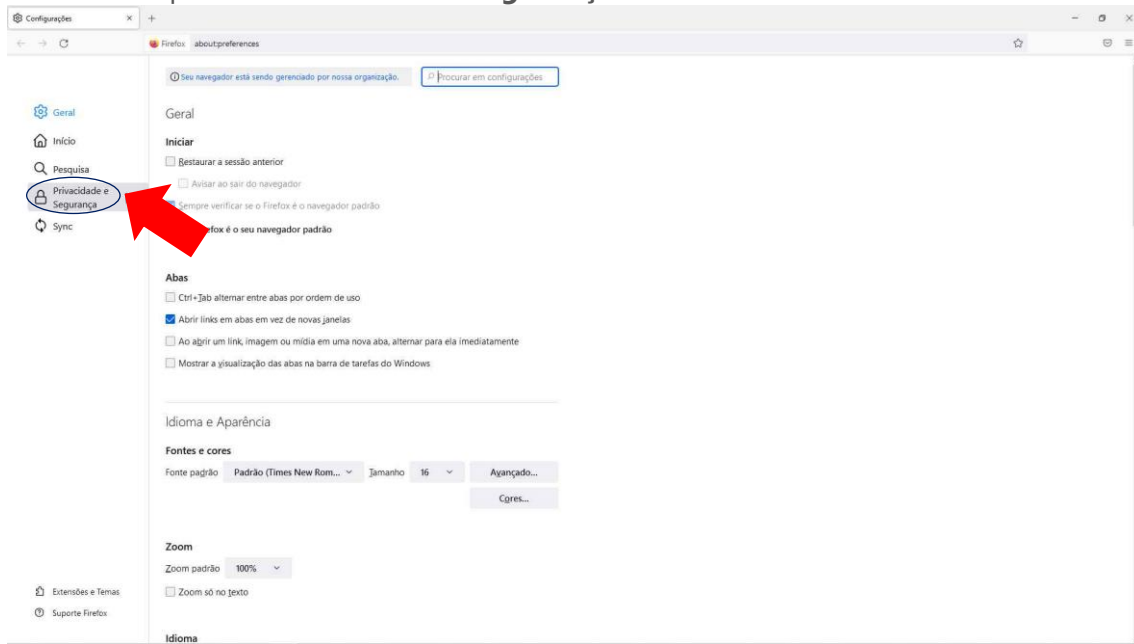 Configurações
Firefox about:preferences
Seu navegador está sendo gerenciado por nossa organização.
Procurar em configurações
Geral
Início
Pesquisa
Privacidade e
Segurança
Sync
Extensões e Temas
Suporte Firefox
Geral
Iniciar
Restaurar a sessão anterior
Avisar ao sair do navegador
Sempre verificar se o Firefox é o navegador padrão
é o seu navegador padrão
Abas
Ctrl+Tab alternar entre abas por ordem de uso
Abrir links em abas em vez de novas janelas
Ao abrir um link, imagem ou mídia em uma nova aba, alternar para ela imediatamente
Mostrar a visualização das abas na barra de tarefas do Windows
Idioma e Aparência
Fontes e cores
Fonte padrão Padrão (Times New Rom... Tamanho 16 Avançado...
Cores...
Zoom
Zoom padrão 100%
Zoom só no texto
Idioma